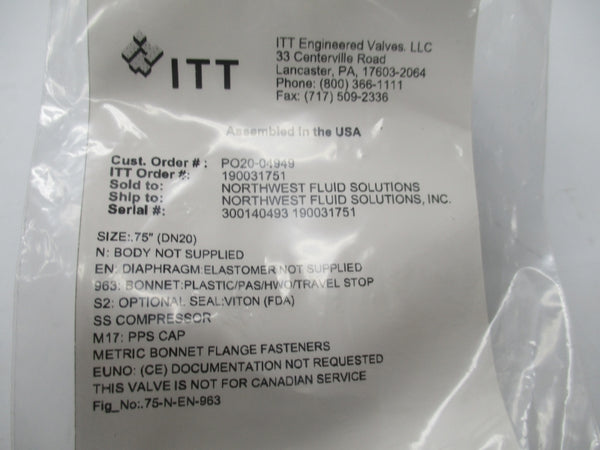 ITT
ITT Engineered Valves. LLC
33 Centerville Road
Lancaster, PA, 17603-2064
Phone: (800) 366-1111
Fax: (717) 509-2336
Assembled in the USA
Cust. Order # : PO20-04949
ITT Order#: 190031751
Sold to: NORTHWEST FLUID SOLUTIONS
Ship to: NORTHWEST FLUID SOLUTIONS, INC.
Serial #: 300140493 190031751
SIZE:.75" (DN20)
N: BODY NOT SUPPLIED
EN: DIAPHRAGM:ELASTOMER NOT SUPPLIED
963: BONNET:PLASTIC/PAS/HWO/TRAVEL STOP
S2: OPTIONAL SEAL:VITON (FDA)
SS COMPRESSOR
M17: PPS CAP
METRIC BONNET FLANGE FASTENERS
EUNO: (CE) DOCUMENTATION NOT REQUESTED
THIS VALVE IS NOT FOR CANADIAN SERVICE
Fig_No:.75-N-EN-963